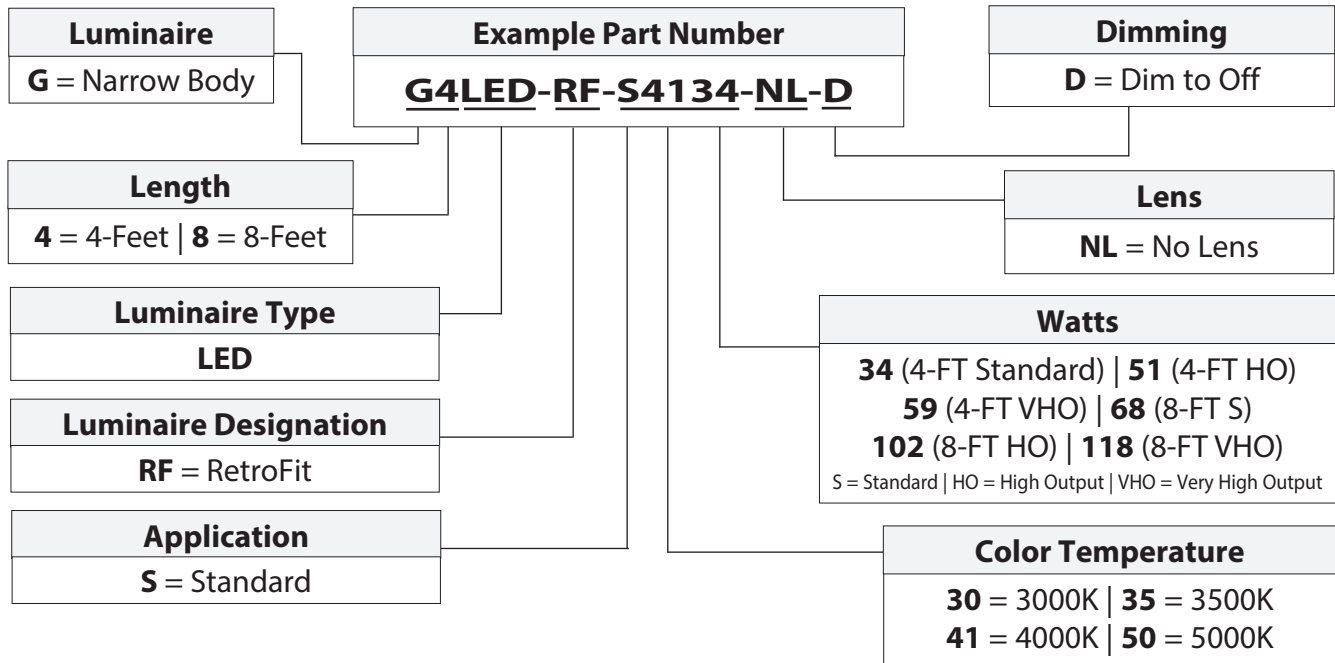 Luminaire
G = Narrow Body
Example Part Number
G4LED-RF-S4134-NL-D
Dimming
D = Dim to Off
Length
4 = 4-Feet | 8 = 8-Feet
Lens
NL = No Lens
Luminaire Type
LED
Watts
34 (4-FT Standard) | 51 (4-FT HO)
59 (4-FT VHO) | 68 (8-FT S)
102 (8-FT HO) | 118 (8-FT VHO)
S = Standard | HO = High Output | VHO = Very High Output
Luminaire Designation
RF = RetroFit
Application
S = Standard
Color Temperature
30 = 3000K | 35 = 3500K
41 = 4000K | 50 = 5000K